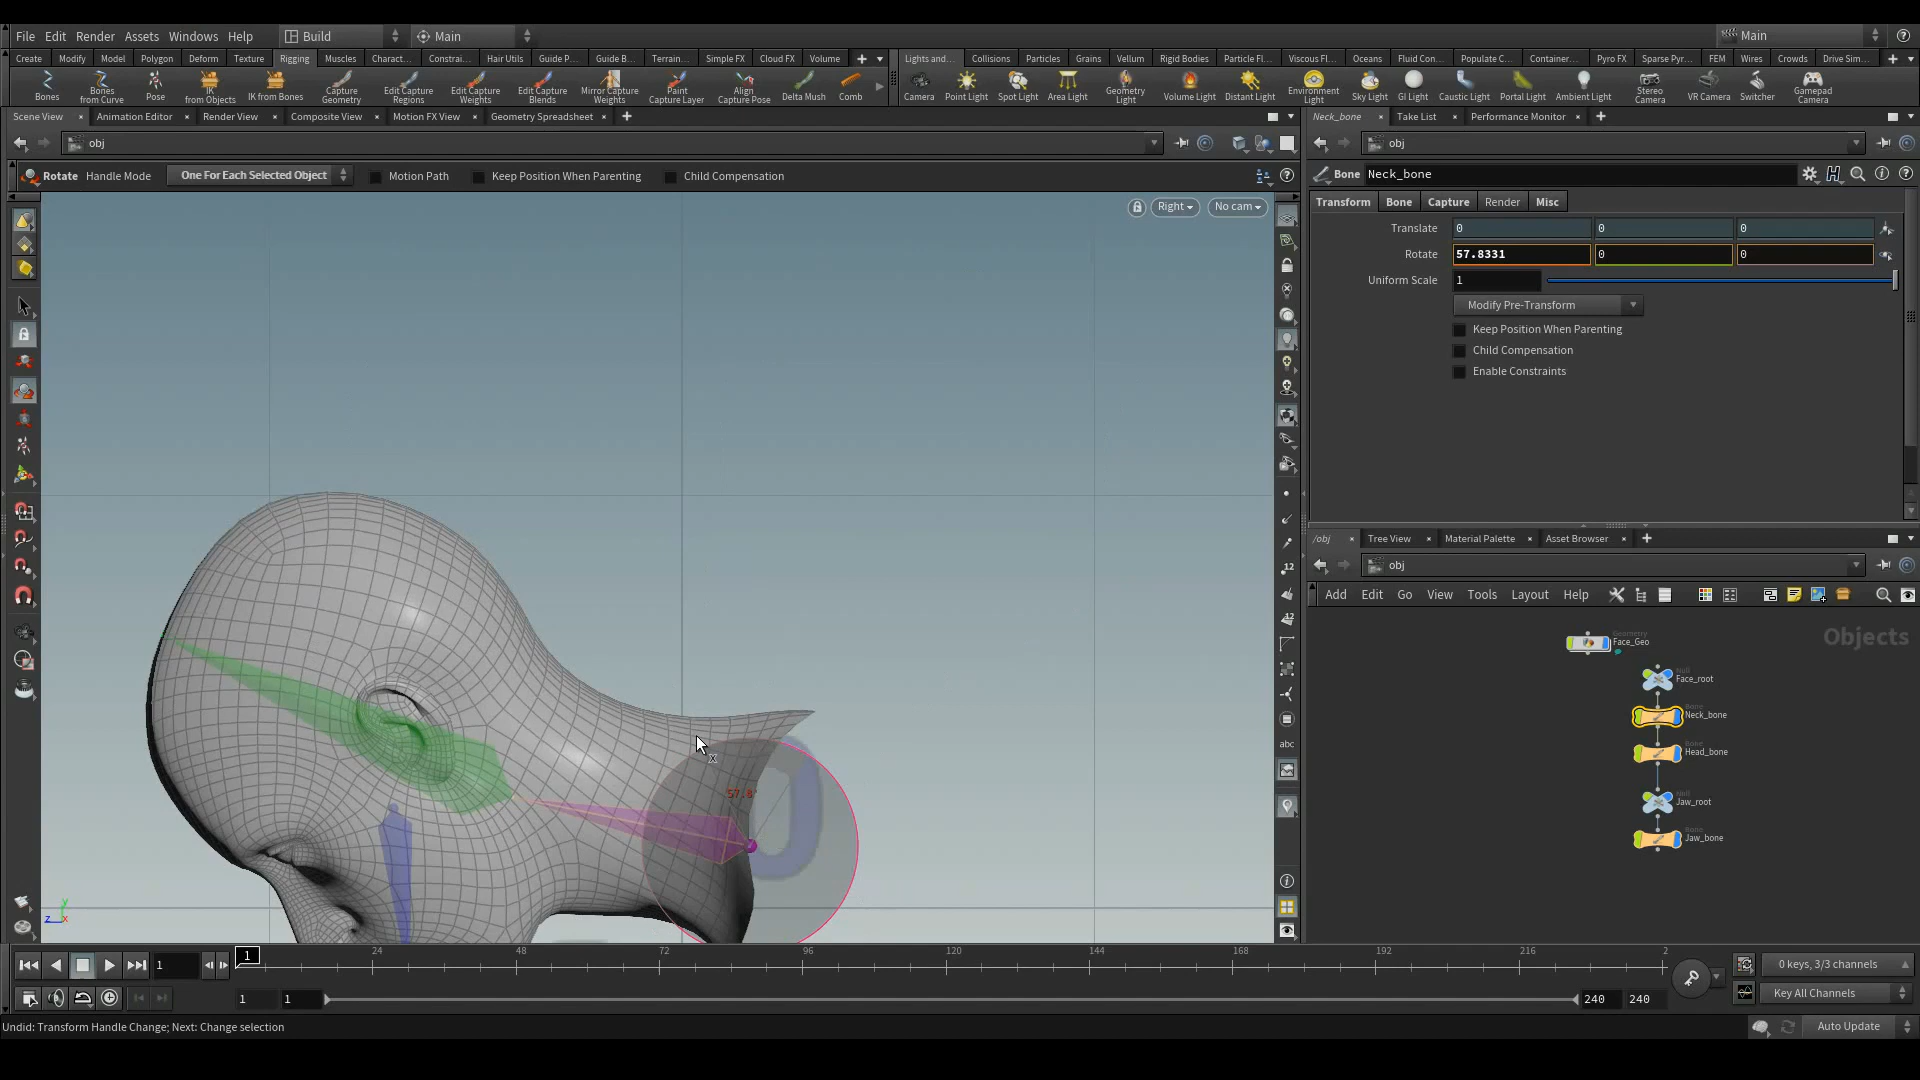 File Edit Render Assets Windows Help Build Main Main
Create Modify Model Polygon Deform Texture Rigging Muscles Charact... Constrai... Hair Utils Guide P... Guide B... Terrain... Simple FX Cloud FX Volume
Lights and... Collisions Particles Grains Vellum Rigid Bodies Particle Fl... Viscous Fl... Oceans Fluid Con... Populate C... Container... Pyro FX Sparse Pyr... FEM Wires Crowds Drive Sim...
Bones Bones from Curve Pose IK from Objects IK from Bones Capture Geometry Edit Capture Regions Edit Capture Weights Edit Capture Blends Mirror Capture Weights Paint Capture Layer Align Capture Pose Delta Mush Comb
Camera Point Light Spot Light Area Light Geometry Light Volume Light Distant Light Environment Light Sky Light GI Light Caustic Light Portal Light Ambient Light Stereo Camera VR Camera Switcher Gamepad Camera
Scene View Animation Editor Render View Composite View Motion FX View Geometry Spreadsheet
Neck_bone Take List Performance Monitor
obj
obj
Rotate Handle Mode One For Each Selected Object Motion Path Keep Position When Parenting Child Compensation
Bone Neck_bone
Right No cam
Transform Bone Capture Render Misc
Translate 0 0 0
Rotate 57.8331 0 0
Uniform Scale 1
Modify Pre-Transform
Keep Position When Parenting
Child Compensation
Enable Constraints
/obj Tree View Material Palette Asset Browser
obj
Add Edit Go View Tools Layout Help
Objects
Geometry
Face_Geo
Null
Face_root
Bone
Neck_bone
Bone
Head_bone
Null
Jaw_root
Bone
Jaw_bone
12
12
abc
57.8°
x
z y x
1 1 24 48 72 96 120 144 168 192 216 2
0 keys, 3/3 channels
1 1 240 240
Key All Channels
Undid: Transform Handle Change; Next: Change selection
Auto Update